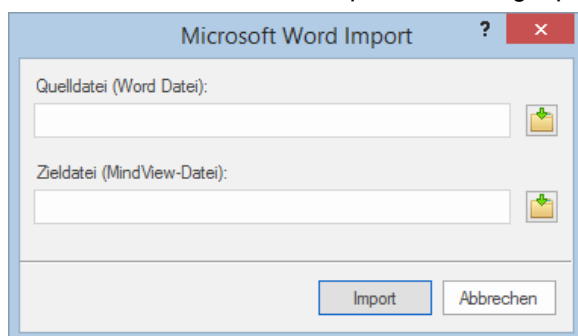 Microsoft Word Import
?
×
Quelldatei (Word Datei):
Zieldatei (MindView-Datei):
Import
Abbrechen